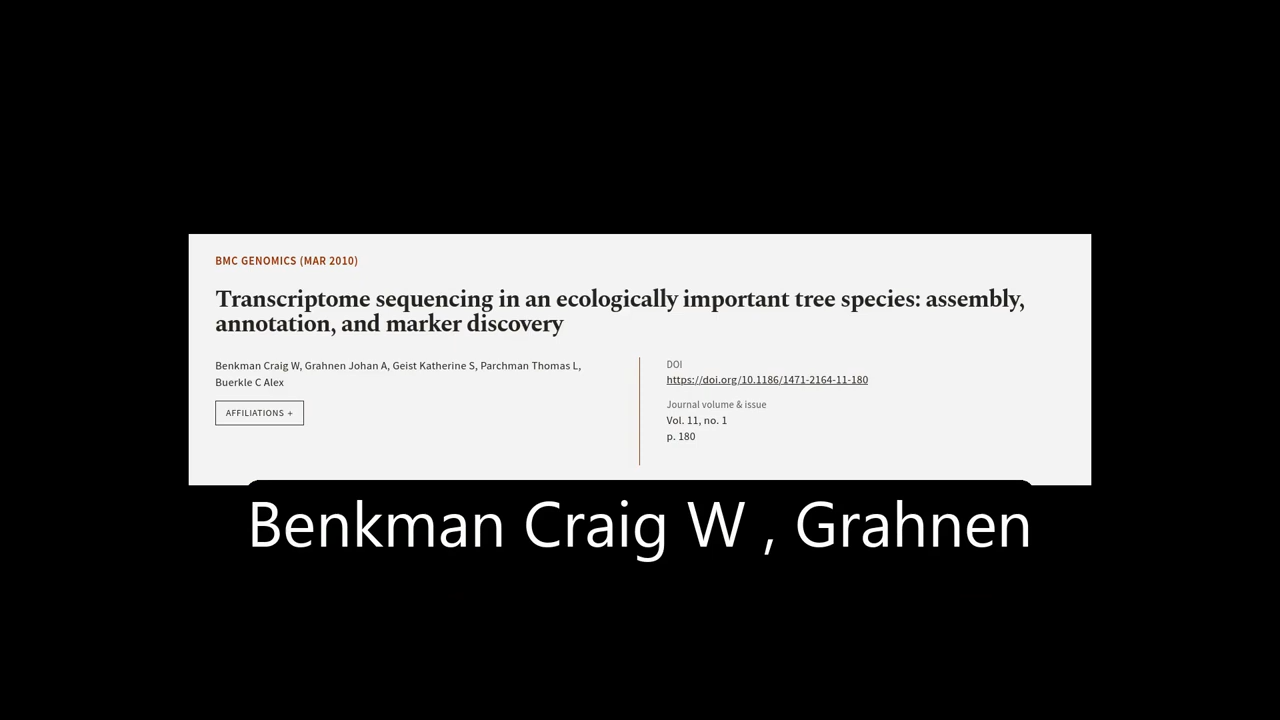 BMC GENOMICS (MAR 2010)
Transcriptome sequencing in an ecologically important tree species: assembly,
annotation, and marker discovery
Benkman Craig W, Grahnen Johan A, Geist Katherine S, Parchman Thomas L,
Buerkle C Alex
AFFILIATIONS +
DOI
https://doi.org/10.1186/1471-2164-11-180
Journal volume & issue
Vol. 11, no. 1
p. 180
Benkman Craig W , Grahnen